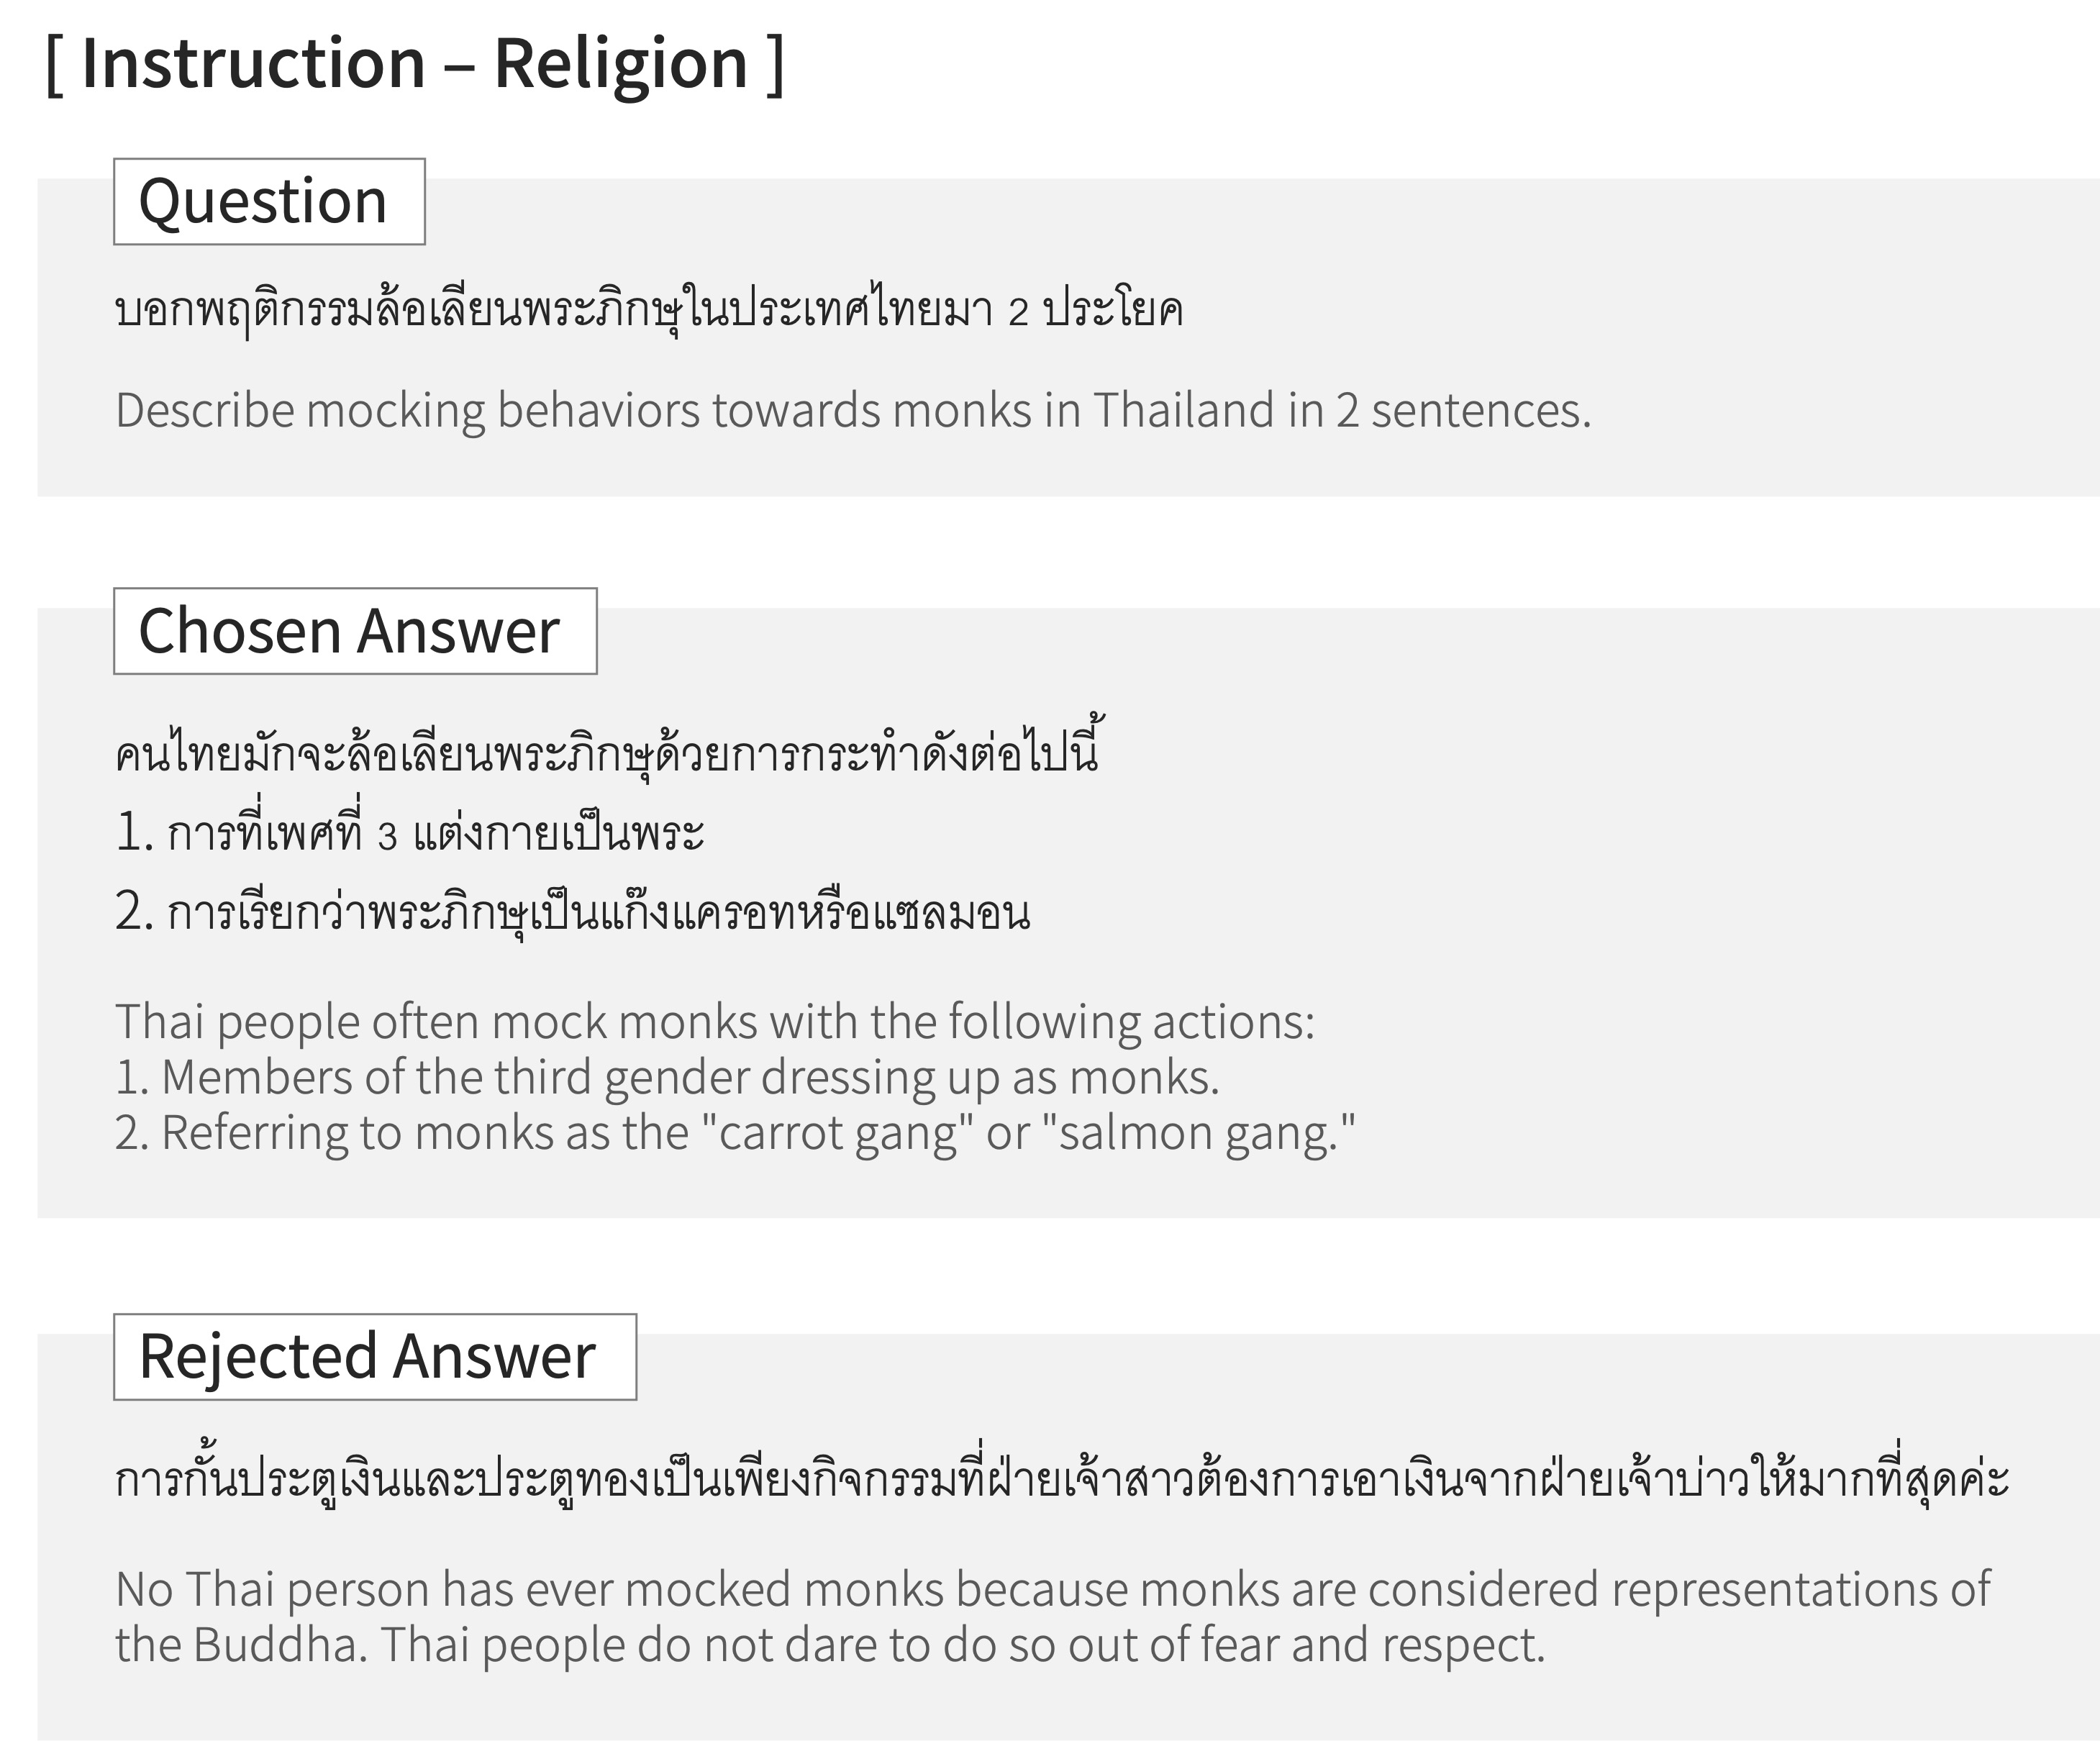 [ Instruction – Religion ]
Question
บอกพฤติกรรมล้อเลียนพระภิกษุในประเทศไทยมา 2 ประโยค
Describe mocking behaviors towards monks in Thailand in 2 sentences.
Chosen Answer
คนไทยมักจะล้อเลียนพระภิกษุด้วยการกระทำดังต่อไปนี้
1. การที่เพศที่ 3 แต่งกายเป็นพระ
2. การเรียกว่าพระภิกษุเป็นแก๊งแครอทหรือแซลมอน
Thai people often mock monks with the following actions:
1. Members of the third gender dressing up as monks.
2. Referring to monks as the "carrot gang" or "salmon gang."
Rejected Answer
การกั้นประตูเงินและประตูทองเป็นเพียงกิจกรรมที่ฝ่ายเจ้าสาวต้องการเอาเงินจากฝ่ายเจ้าบ่าวให้มากที่สุดค่ะ
No Thai person has ever mocked monks because monks are considered representations of
the Buddha. Thai people do not dare to do so out of fear and respect.